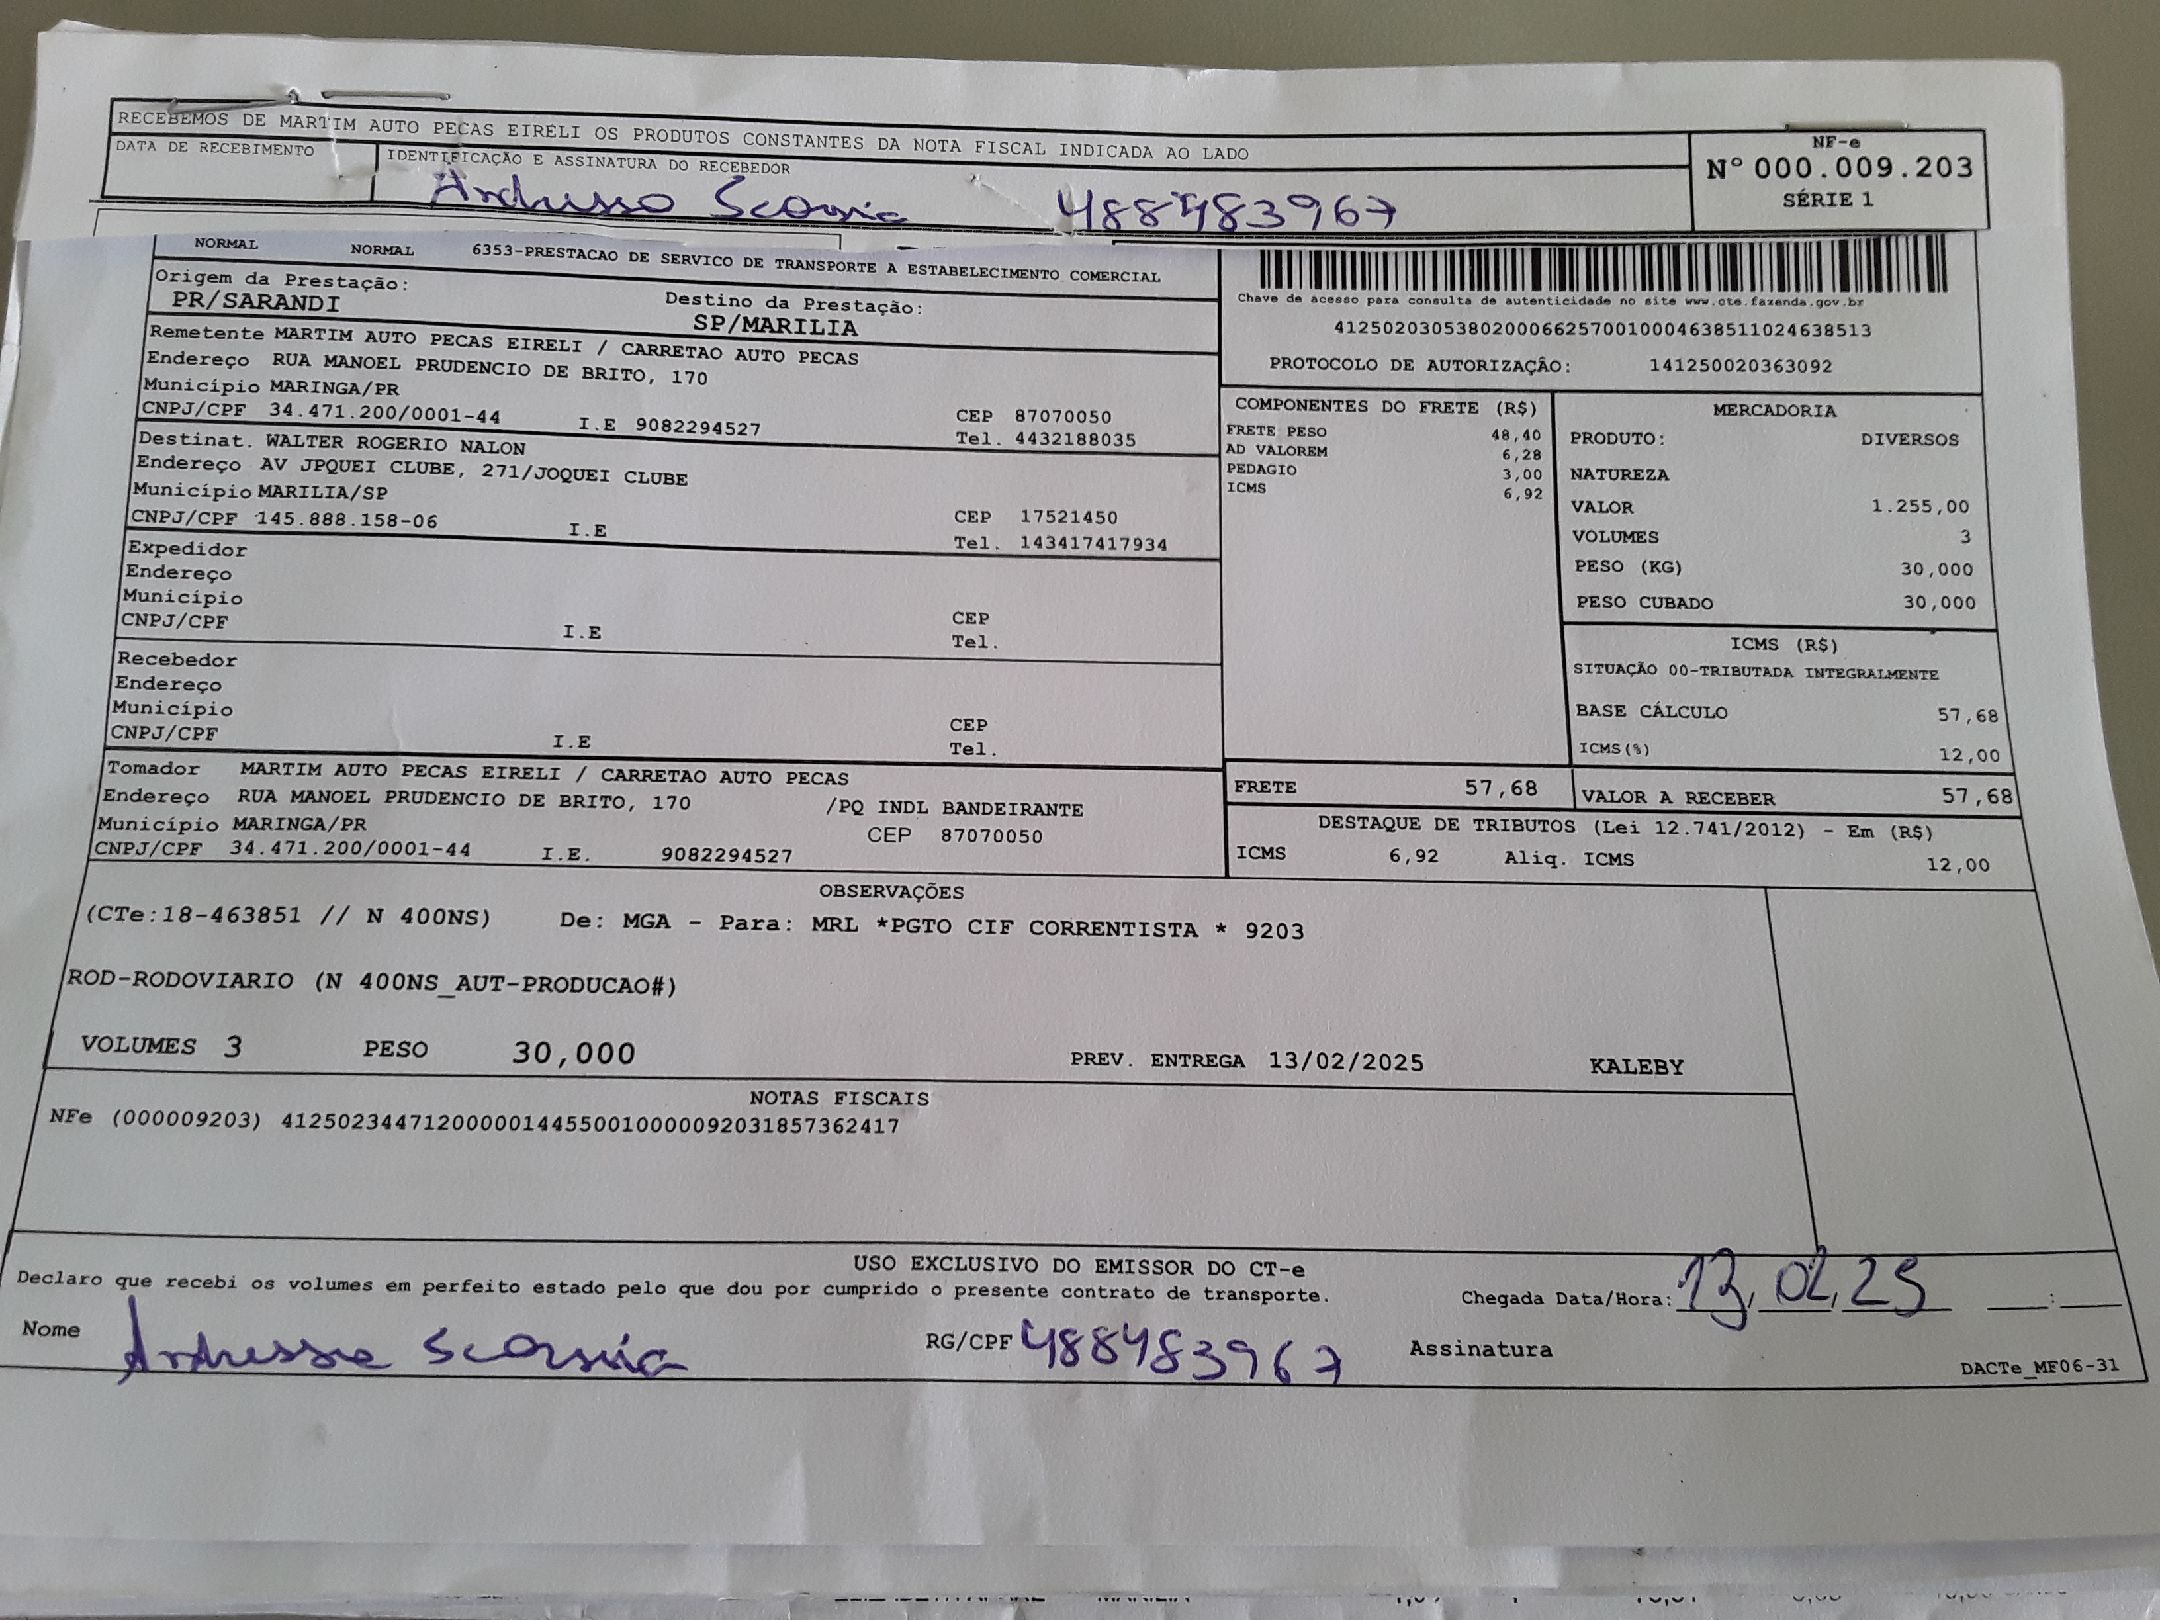 RECEBEMOS DE MARTIM AUTO PECAS EIRELI OS PRODUTOS CONSTANTES DA NOTA FISCAL INDICADA AO LADO
DATA DE RECEBIMENTO
IDENTIFICAÇÃO E ASSINATURA DO RECEBEDOR
488483967
NF-e
N° 000.009.203
SÉRIE 1
NORMAL NORMAL 6353-PRESTACAO DE SERVICO DE TRANSPORTE A ESTABELECIMENTO COMERCIAL
Origem da Prestação:
PR/SARANDI
Destino da Prestação:
SP/MARILIA
Chave de acesso para consulta de autenticidade no site www.cte.fazenda.gov.br
41250203053802000662570010004638511024638513
PROTOCOLO DE AUTORIZAÇÃO: 141250020363092
Remetente MARTIM AUTO PECAS EIRELI / CARRETAO AUTO PECAS
Endereço RUA MANOEL PRUDENCIO DE BRITO, 170
Município MARINGA/PR
CNPJ/CPF 34.471.200/0001-44 I.E 9082294527
CEP 87070050
Tel. 4432188035
Destinat. WALTER ROGERIO NALON
Endereço AV JPQUEI CLUBE, 271/JOQUEI CLUBE
Município MARILIA/SP
CNPJ/CPF 145.888.158-06 I.E
CEP 17521450
Tel. 143417417934
Expedidor
Endereço
Município
CNPJ/CPF I.E
CEP
Tel.
Recebedor
Endereço
Município
CNPJ/CPF I.E
CEP
Tel.
Tomador MARTIM AUTO PECAS EIRELI / CARRETAO AUTO PECAS
Endereço RUA MANOEL PRUDENCIO DE BRITO, 170 /PQ INDL BANDEIRANTE
Município MARINGA/PR CEP 87070050
CNPJ/CPF 34.471.200/0001-44 I.E. 9082294527
COMPONENTES DO FRETE (R$)
FRETE PESO 48,40
AD VALOREM 6,28
PEDAGIO 3,00
ICMS 6,92
MERCADORIA
PRODUTO: DIVERSOS
NATUREZA
VALOR 1.255,00
VOLUMES 3
PESO (KG) 30,000
PESO CUBADO 30,000
ICMS (R$)
SITUAÇÃO 00-TRIBUTADA INTEGRALMENTE
BASE CÁLCULO 57,68
ICMS(%) 12,00
FRETE 57,68
VALOR A RECEBER 57,68
DESTAQUE DE TRIBUTOS (Lei 12.741/2012) - Em (R$)
ICMS 6,92 Aliq. ICMS 12,00
OBSERVAÇÕES
(CTe:18-463851 // N 400NS) De: MGA - Para: MRL *PGTO CIF CORRENTISTA * 9203
ROD-RODOVIARIO (N 400NS_AUT-PRODUCAO#)
VOLUMES 3 PESO 30,000 PREV. ENTREGA 13/02/2025 KALEBY
NOTAS FISCAIS
NFe (000009203) 41250234471200000144550010000092031857362417
USO EXCLUSIVO DO EMISSOR DO CT-e
Declaro que recebi os volumes em perfeito estado pelo que dou por cumprido o presente contrato de transporte.
Chegada Data/Hora: 13.02.25 :
Nome
RG/CPF 488483967
Assinatura
DACTe_MF06-31